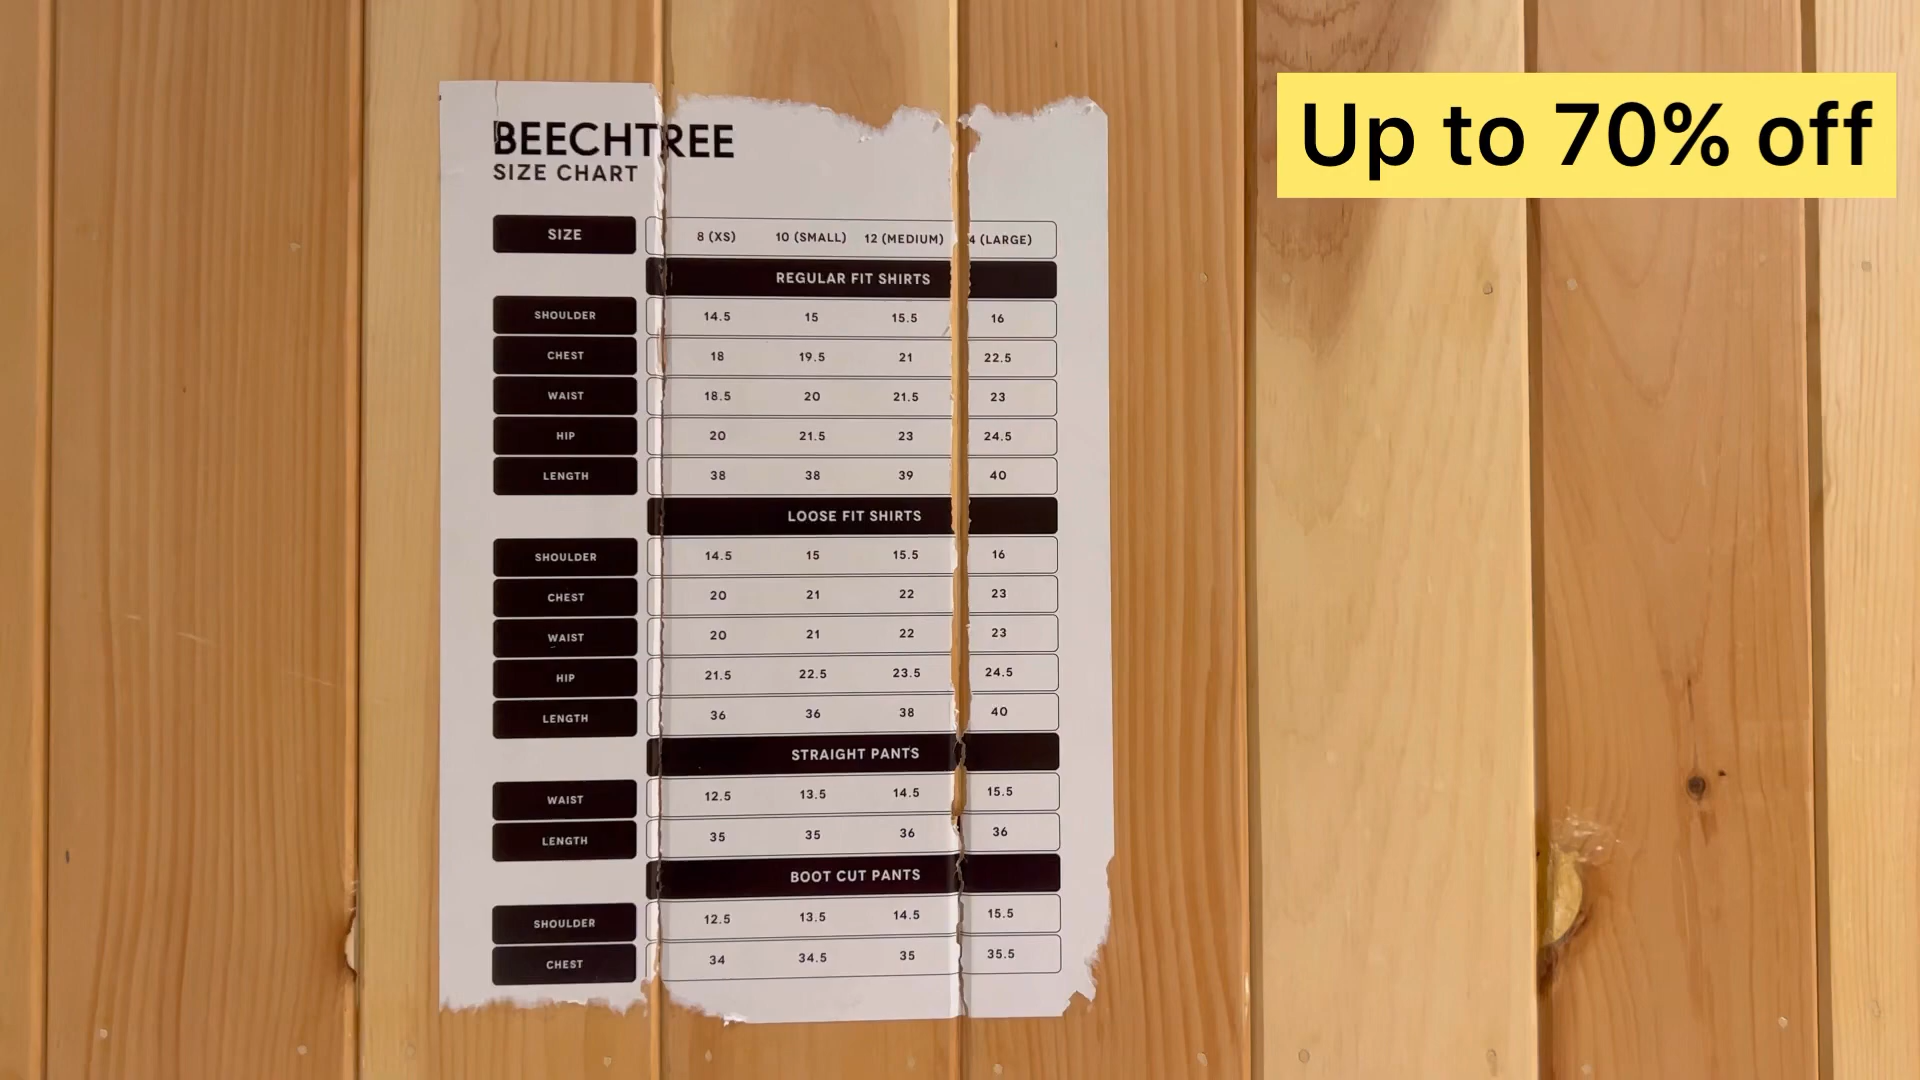 Up to 70% off
BEECHTREE
SIZE CHART
SIZE 8 (XS) 10 (SMALL) 12 (MEDIUM) 4 (LARGE)
REGULAR FIT SHIRTS
SHOULDER 14.5 15 15.5 16
CHEST 18 19.5 21 22.5
WAIST 18.5 20 21.5 23
HIP 20 21.5 23 24.5
LENGTH 38 38 39 40
LOOSE FIT SHIRTS
SHOULDER 14.5 15 15.5 16
CHEST 20 21 22 23
WAIST 20 21 22 23
HIP 21.5 22.5 23.5 24.5
LENGTH 36 36 38 40
STRAIGHT PANTS
WAIST 12.5 13.5 14.5 15.5
LENGTH 35 35 36 36
BOOT CUT PANTS
SHOULDER 12.5 13.5 14.5 15.5
CHEST 34 34.5 35 35.5